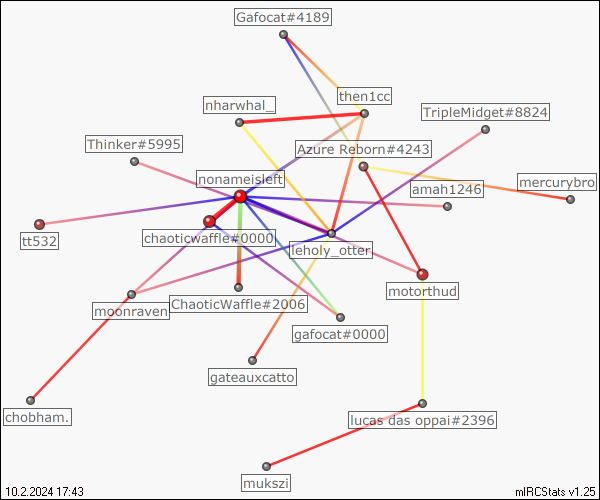 Gafocat#4189
then1cc
nharwhal_
TripleMidget#8824
Thinker#5995
Azure Reborn#4243
nonameisleft
mercurybro
amah1246
tt532
chaoticwaffle#0000
leholy_otter
motorthud
ChaoticWaffle#2006
moonraven
gafocat#0000
gateauxcatto
chobham.
lucas das oppai#2396
mukszi
10.2.2024 17:43
mIRCStats v1.25